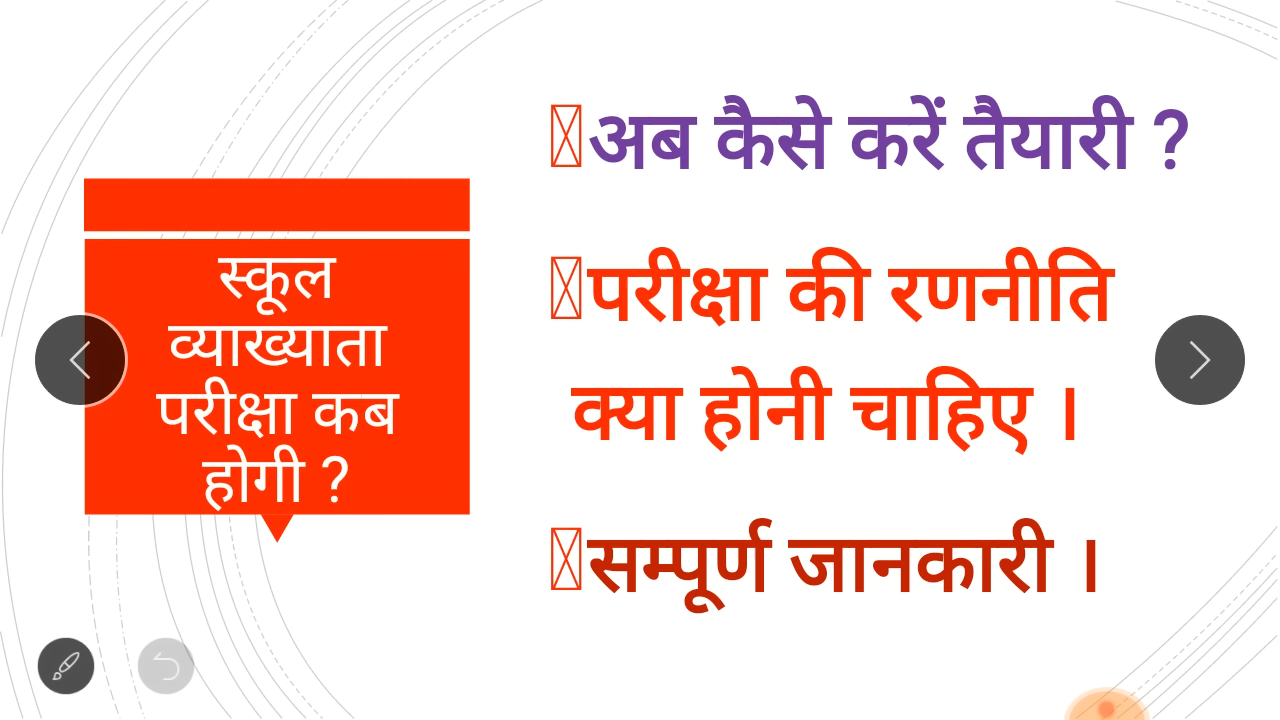 स्कूल
व्याख्याता
परीक्षा कब
होगी ?
अब कैसे करें तैयारी ?
परीक्षा की रणनीति
क्या होनी चाहिए ।
सम्पूर्ण जानकारी ।